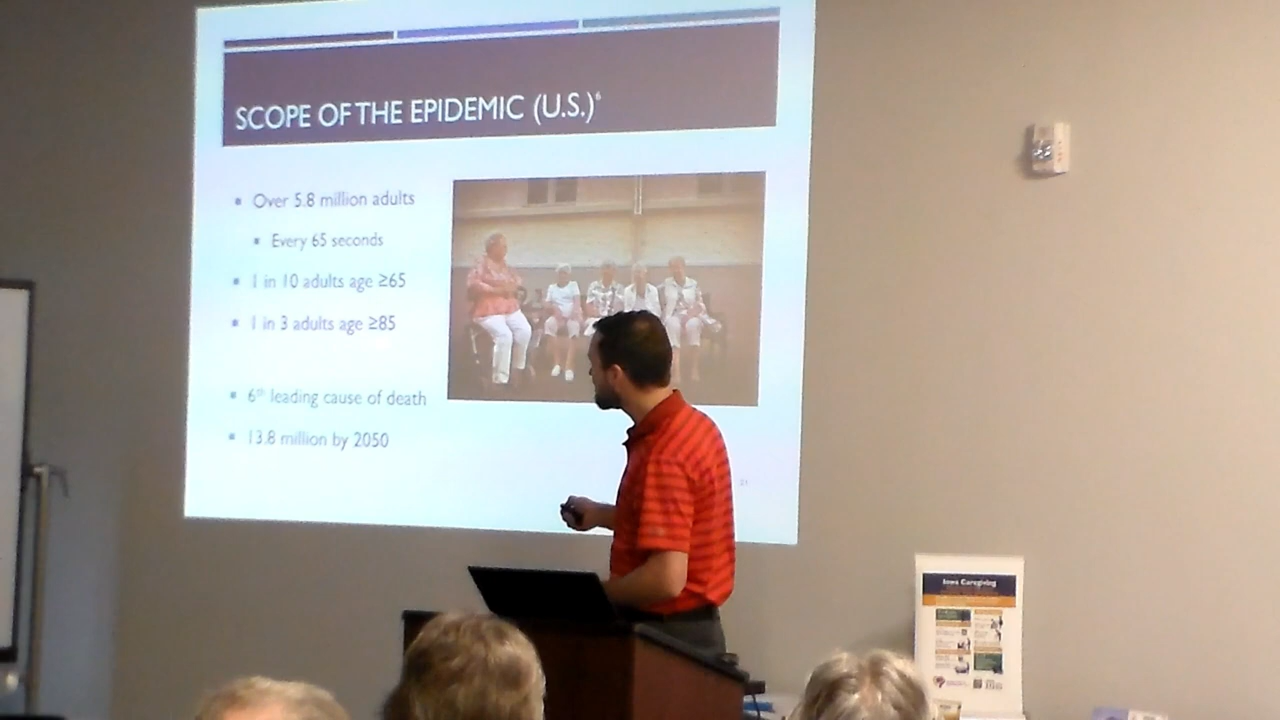 SCOPE OF THE EPIDEMIC (U.S.)⁶
▪ Over 5.8 million adults
▪ Every 65 seconds
▪ 1 in 10 adults age ≥65
▪ 1 in 3 adults age ≥85
▪ 6th leading cause of death
▪ 13.8 million by 2050
Iowa Caregiving